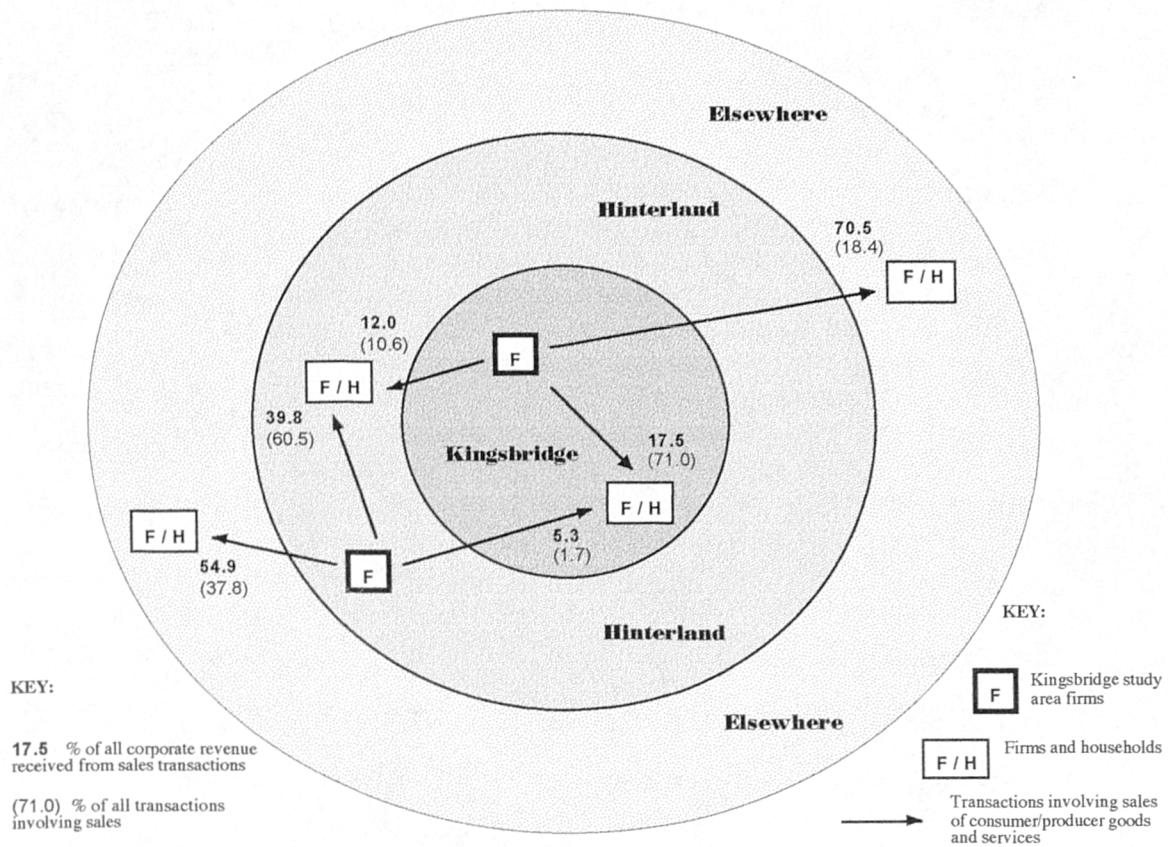 Elsewhere
Hinterland
70.5
(18.4)
F / H
12.0
(10.6)
F
F / H
39.8
(60.5)
17.5
(71.0)
Kingsbridge
F / H
F / H
5.3
(1.7)
54.9
(37.8)
F
Hinterland
Elsewhere
KEY:
17.5 % of all corporate revenue
received from sales transactions
(71.0) % of all transactions
involving sales
KEY:
F
Kingsbridge study
area firms
F / H
Firms and households
Transactions involving sales
of consumer/producer goods
and services